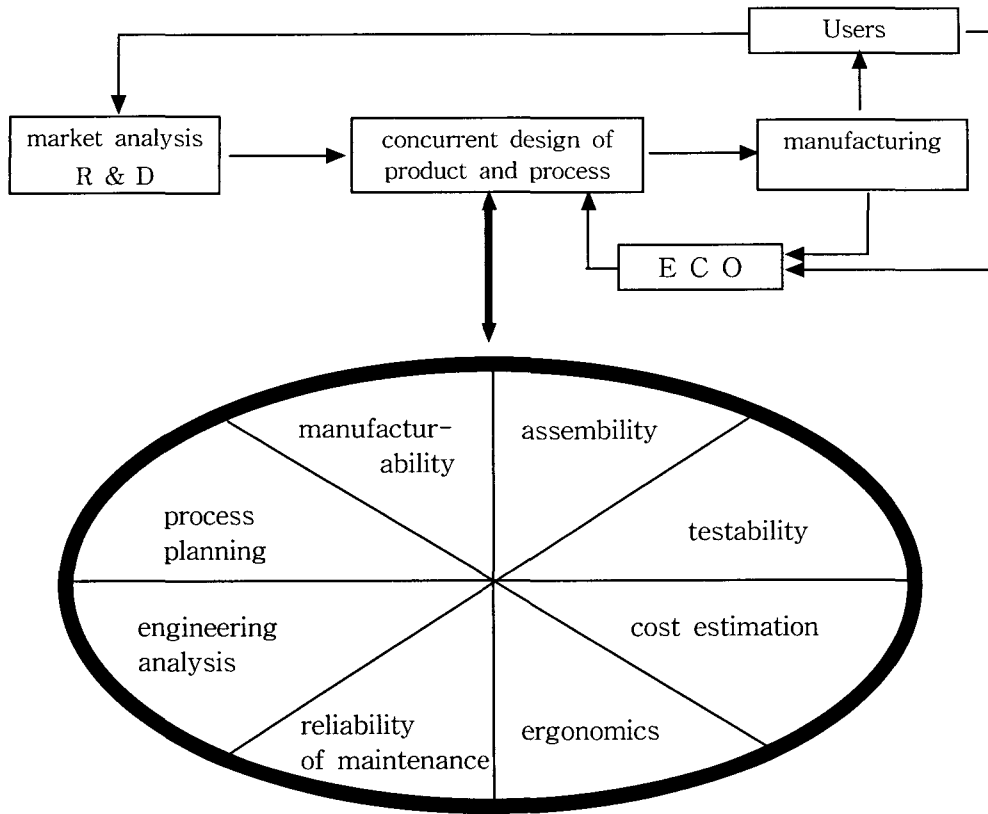 Users
market analysis
R & D
concurrent design of
product and process
manufacturing
E C O
manufactur-
ability
assembility
process
planning
testability
engineering
analysis
cost estimation
reliability
of maintenance
ergonomics